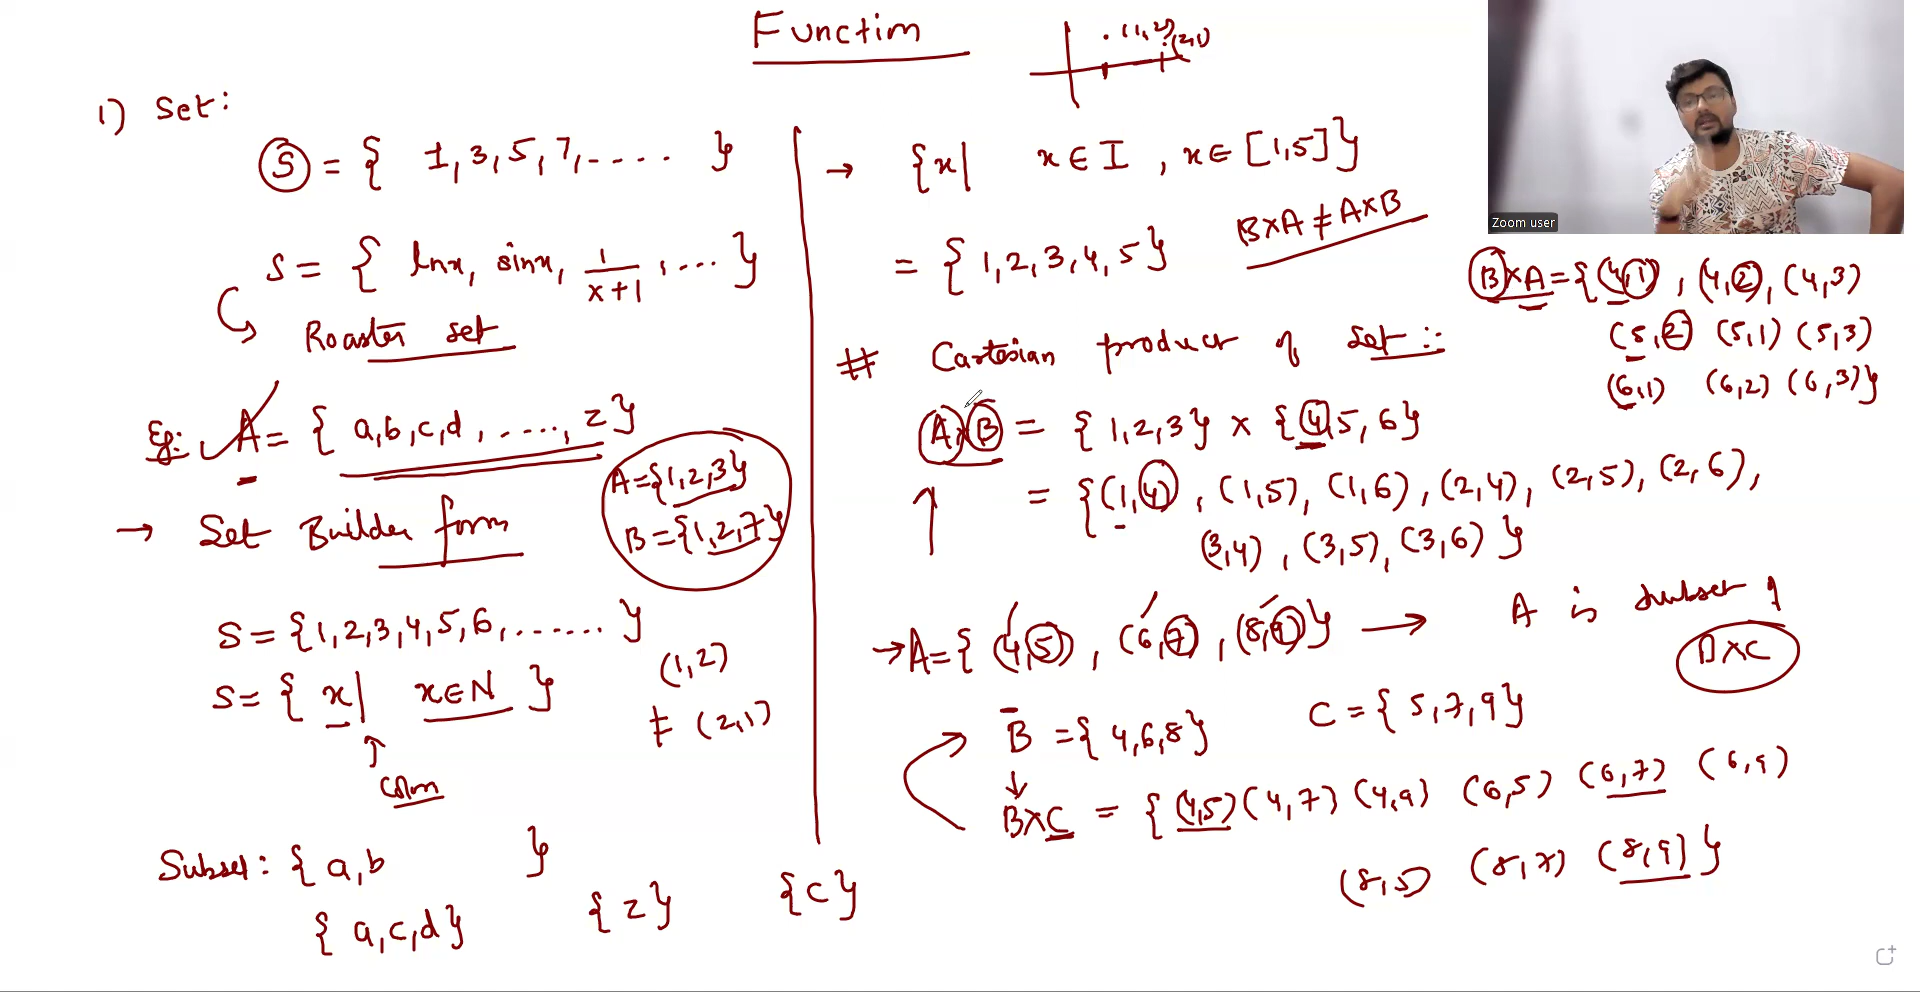 Function
.(1,2)
(2,1)
1) Set:
S = { 1, 3, 5, 7, - . . . . }
S = { lnx, sinx, 1/(x+1), ... }
Roaster set
Eg: A = { a,b,c,d, ....., z }
A={1,2,3}
B={1,2,7}
→ Set Builder form
S = {1,2,3,4,5,6, ....... }
S = { x| x∈N }
(1,2)
≠ (2,1)
↑
colon
Subset: { a,b }
{ a,c,d } { z } { c }
→ {x| x∈I , x∈[1,5]}
= { 1,2,3,4,5 }
B×A ≠ A×B
B×A = { (4,1) , (4,2), (4,3)
(5,2) (5,1) (5,3)
(6,1) (6,2) (6,3) }
# Cartesian product of set ::
A×B = { 1,2,3 } × { 4,5,6 }
= { (1,4) , (1,5), (1,6), (2,4), (2,5), (2,6),
(3,4) , (3,5), (3,6) }
→ A = { (4,5) , (6,7) , (8,9) } → A is subset of
B×C
B = { 4,6,8 } C = { 5,7,9 }
↓
B×C = { (4,5) (4,7) (4,9) (6,5) (6,7) (6,9)
(8,5) (8,7) (8,9) }
Zoom user